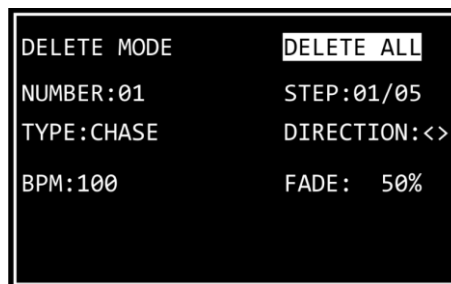 DELETE MODE DELETE ALL
NUMBER:01 STEP:01/05
TYPE:CHASE DIRECTION:<>
BPM:100 FADE: 50%